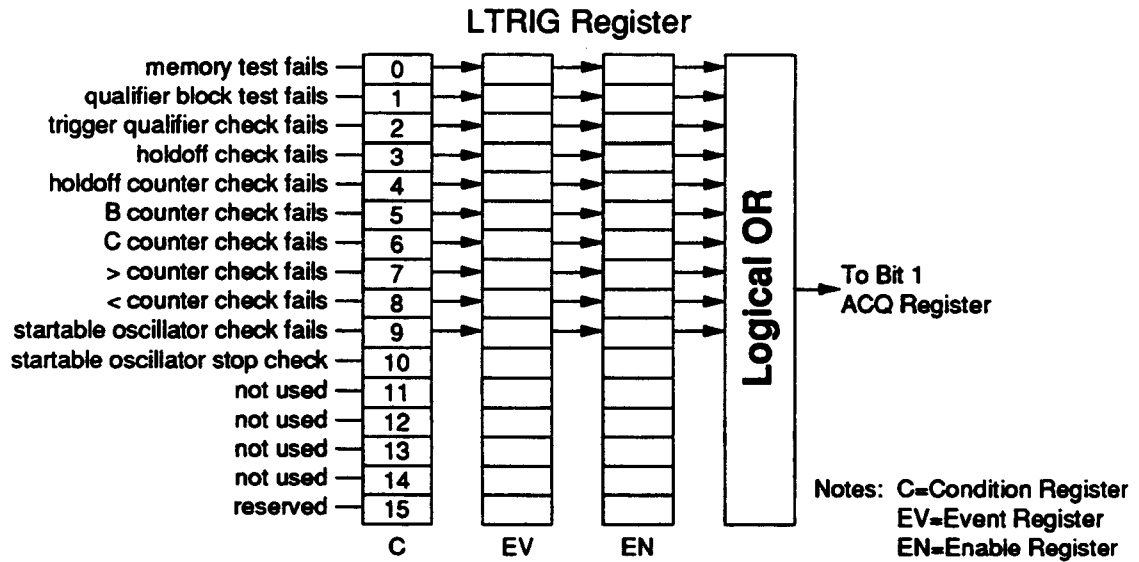 LTRIG Register
memory test fails 0
qualifier block test fails 1
trigger qualifier check fails 2
holdoff check fails 3
holdoff counter check fails 4
B counter check fails 5
C counter check fails 6
> counter check fails 7
< counter check fails 8
startable oscillator check fails 9
startable oscillator stop check 10
not used 11
not used 12
not used 13
not used 14
reserved 15
C EV EN
Logical OR
To Bit 1
ACQ Register
Notes: C=Condition Register
EV=Event Register
EN=Enable Register